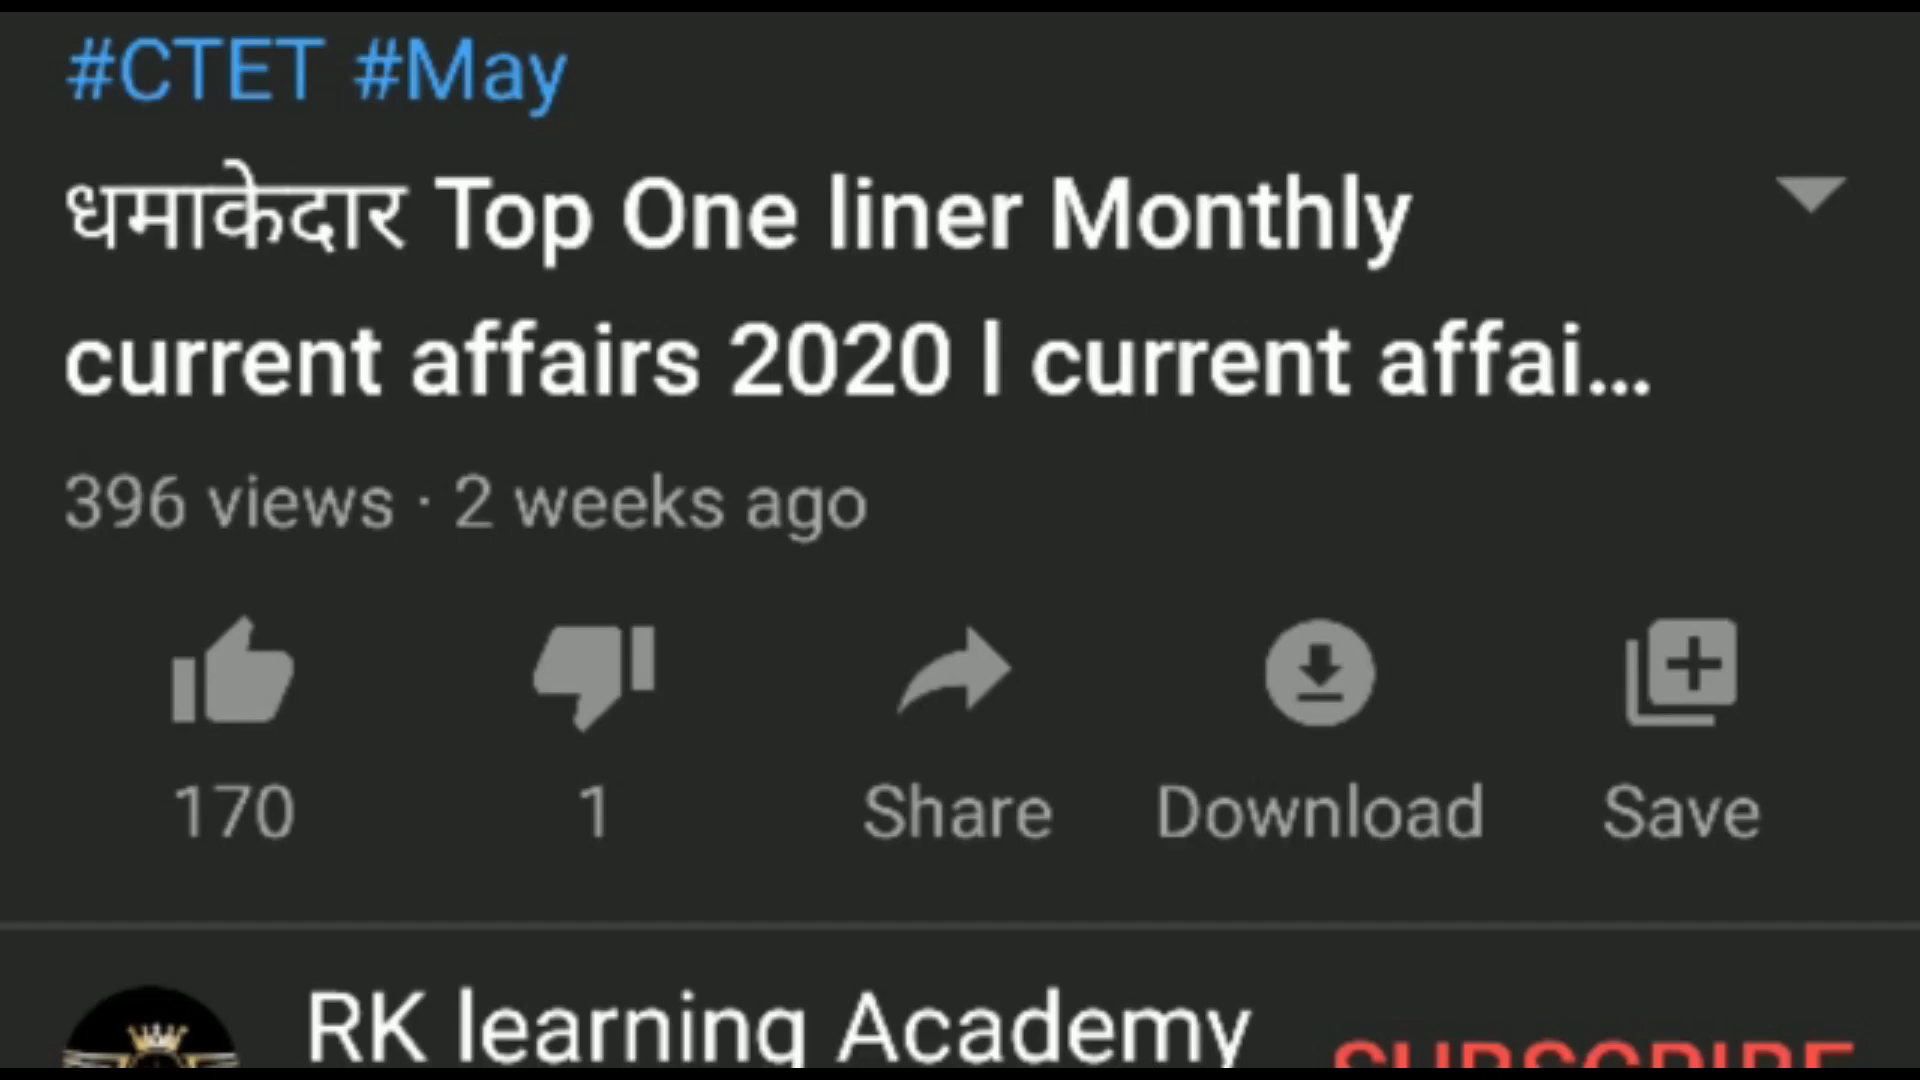 #CTET #May
धमाकेदार Top One liner Monthly
current affairs 2020 l current affai...
396 views · 2 weeks ago
170
1
Share
Download
Save
RK learning Academy
SUBSCRIBE